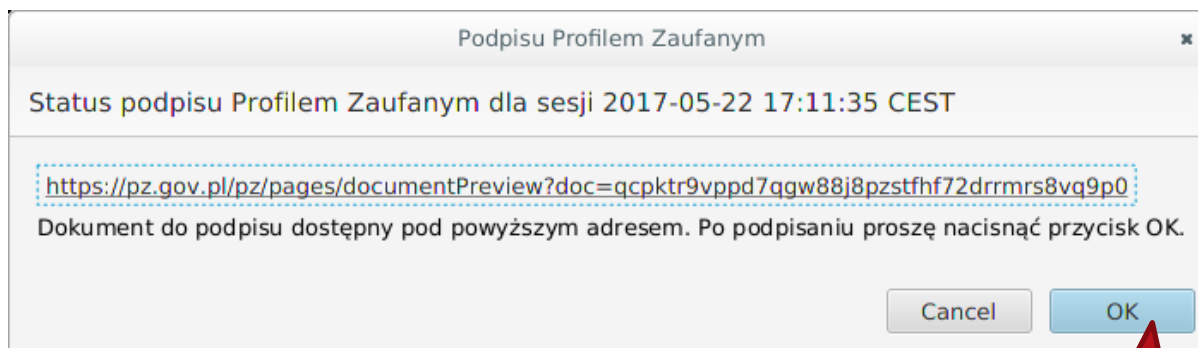 Podpisu Profilem Zaufanym
Status podpisu Profilem Zaufanym dla sesji 2017-05-22 17:11:35 CEST
https://pz.gov.pl/pz/pages/documentPreview?doc=qcpktr9vppd7qgw88j8pzstfhf72drrmrs8vq9p0
Dokument do podpisu dostępny pod powyższym adresem. Po podpisaniu proszę nacisnąć przycisk OK.
Cancel OK